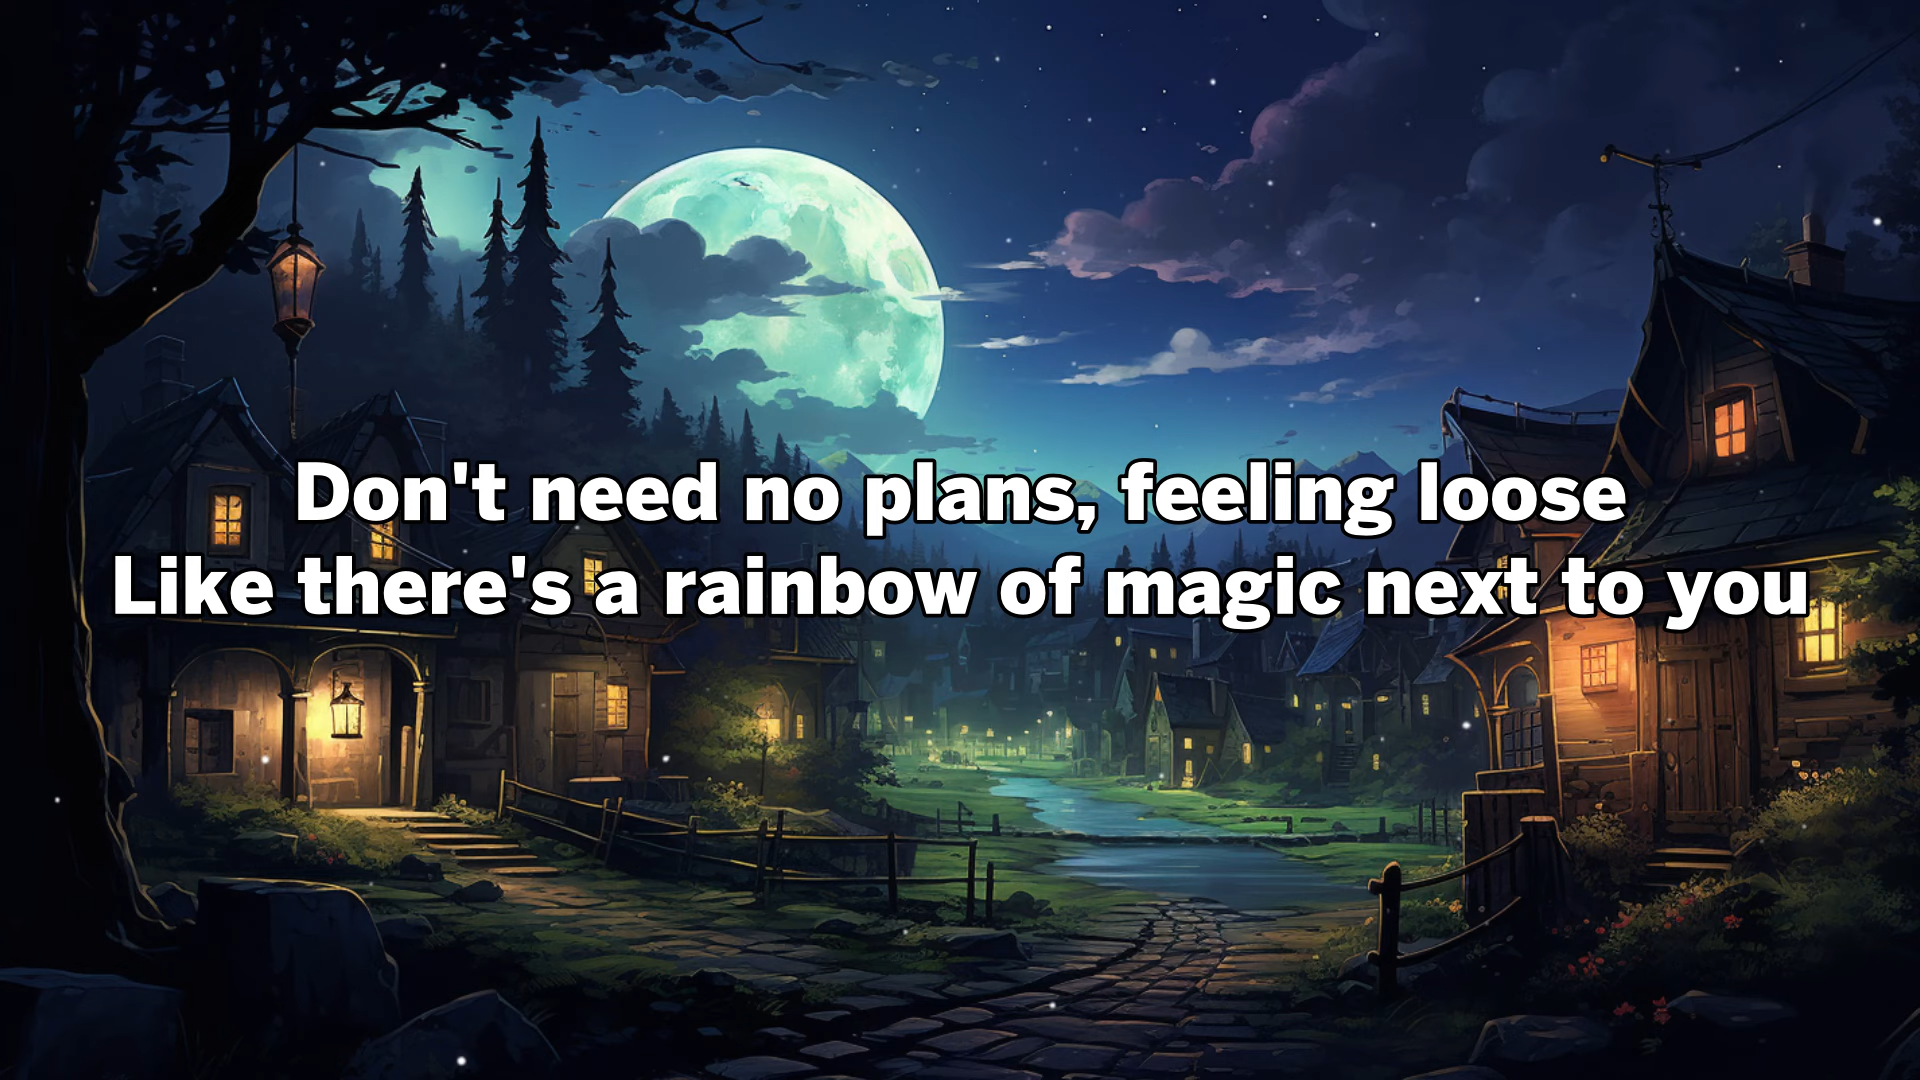 Don't need no plans, feeling loose
Like there's a rainbow of magic next to you